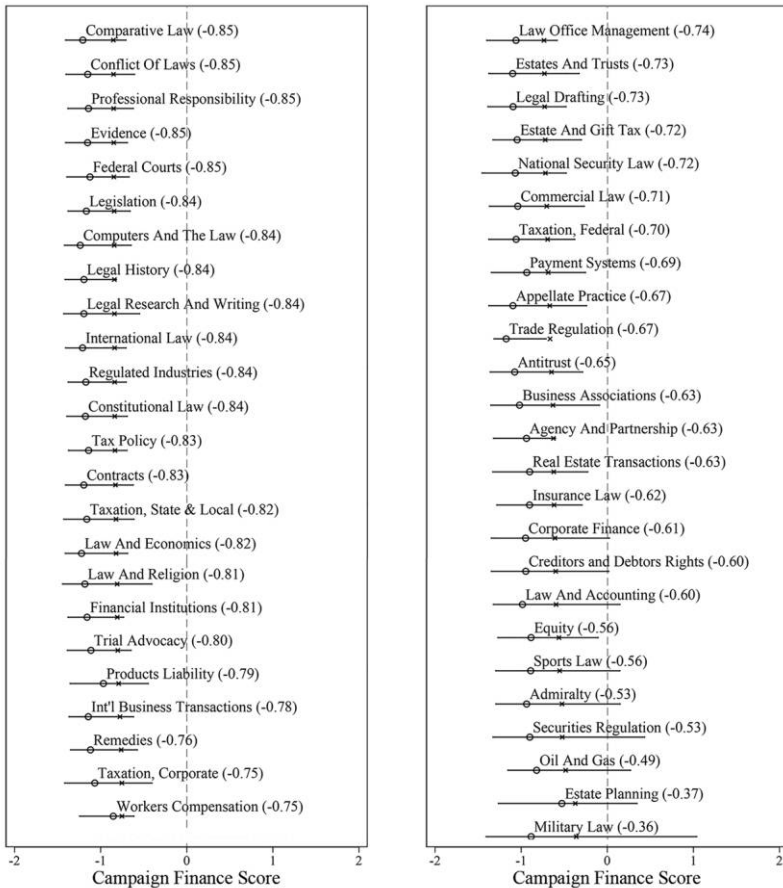 Comparative Law (-0.85)
Conflict Of Laws (-0.85)
Professional Responsibility (-0.85)
Evidence (-0.85)
Federal Courts (-0.85)
Legislation (-0.84)
Computers And The Law (-0.84)
Legal History (-0.84)
Legal Research And Writing (-0.84)
International Law (-0.84)
Regulated Industries (-0.84)
Constitutional Law (-0.84)
Tax Policy (-0.83)
Contracts (-0.83)
Taxation, State & Local (-0.82)
Law And Economics (-0.82)
Law And Religion (-0.81)
Financial Institutions (-0.81)
Trial Advocacy (-0.80)
Products Liability (-0.79)
Int'l Business Transactions (-0.78)
Remedies (-0.76)
Taxation, Corporate (-0.75)
Workers Compensation (-0.75)
-2 -1 0 1 2
Campaign Finance Score
Law Office Management (-0.74)
Estates And Trusts (-0.73)
Legal Drafting (-0.73)
Estate And Gift Tax (-0.72)
National Security Law (-0.72)
Commercial Law (-0.71)
Taxation, Federal (-0.70)
Payment Systems (-0.69)
Appellate Practice (-0.67)
Trade Regulation (-0.67)
Antitrust (-0.65)
Business Associations (-0.63)
Agency And Partnership (-0.63)
Real Estate Transactions (-0.63)
Insurance Law (-0.62)
Corporate Finance (-0.61)
Creditors and Debtors Rights (-0.60)
Law And Accounting (-0.60)
Equity (-0.56)
Sports Law (-0.56)
Admiralty (-0.53)
Securities Regulation (-0.53)
Oil And Gas (-0.49)
Estate Planning (-0.37)
Military Law (-0.36)
-2 -1 0 1 2
Campaign Finance Score